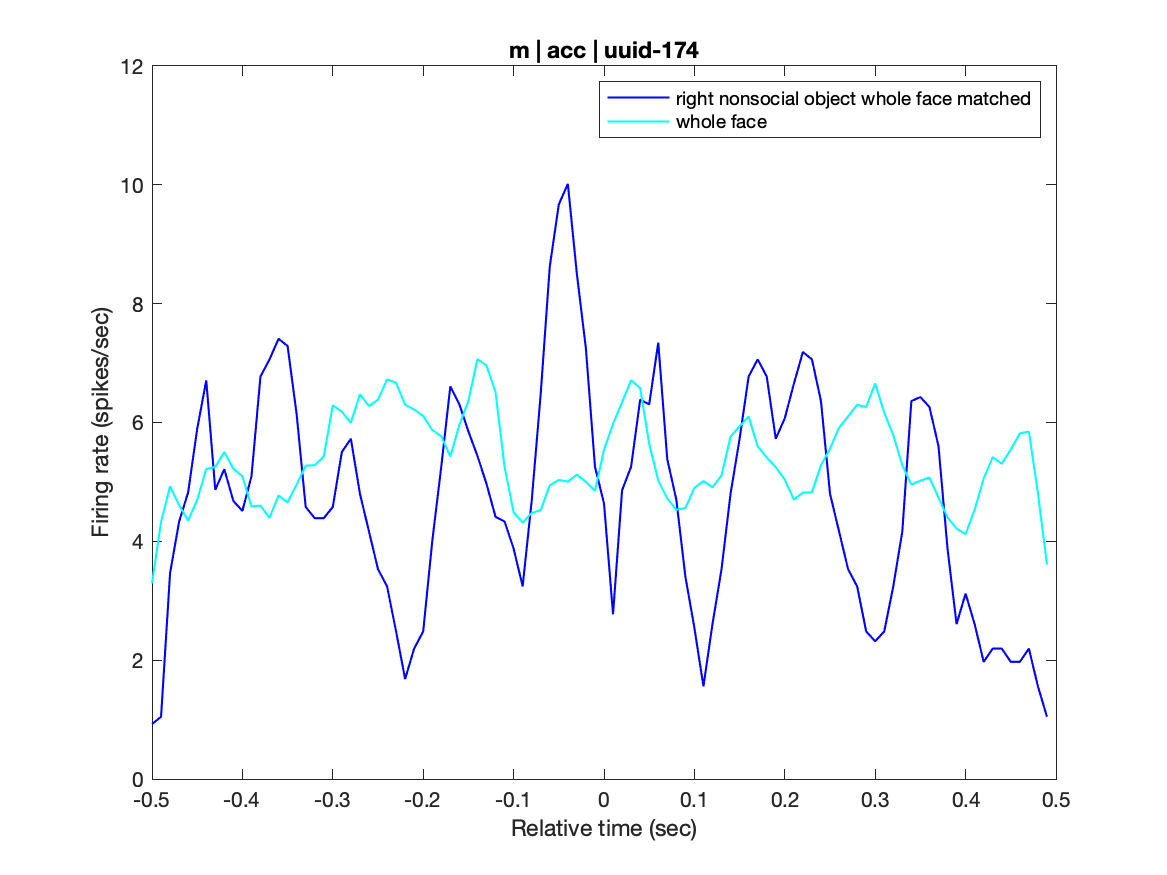 m | acc | uuid-174
right nonsocial object whole face matched
whole face
Firing rate (spikes/sec)
12
10
8
6
4
2
0
-0.5 -0.4 -0.3 -0.2 -0.1 0 0.1 0.2 0.3 0.4 0.5
Relative time (sec)